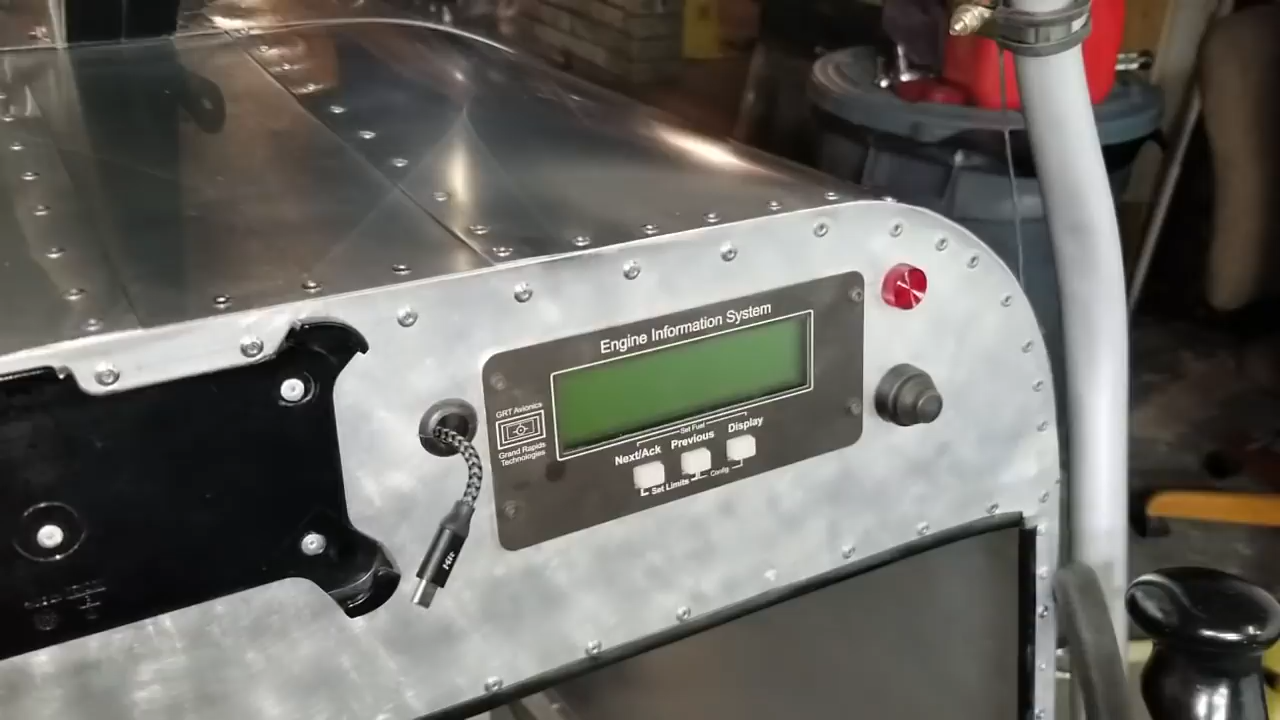 Engine Information System
GRT Avionics
Grand Rapids
Technologies
Set Fuel
Next/Ack Previous Display
Set Limits Config